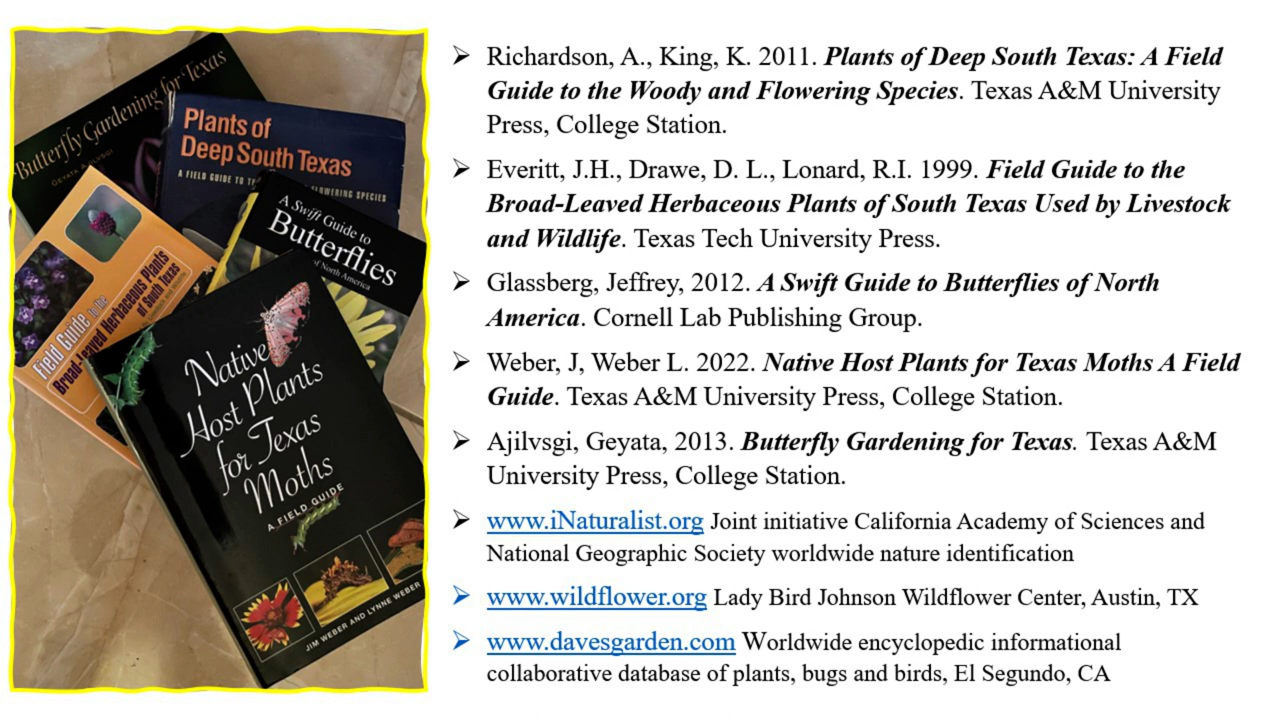 Butterfly Gardening for Texas
Plants of
Deep South Texas
A FIELD GUIDE TO
FLOWERING SPECIES
A Swift Guide to
Butterflies
of North America
Field Guide to the
Broad-Leaved Herbaceous Plants
of South Texas
Native
Host Plants
for Texas
Moths
A FIELD GUIDE
JIM WEBER AND LYNNE WEBER
➢ Richardson, A., King, K. 2011. Plants of Deep South Texas: A Field
Guide to the Woody and Flowering Species. Texas A&M University
Press, College Station.
➢ Everitt, J.H., Drawe, D. L., Lonard, R.I. 1999. Field Guide to the
Broad-Leaved Herbaceous Plants of South Texas Used by Livestock
and Wildlife. Texas Tech University Press.
➢ Glassberg, Jeffrey, 2012. A Swift Guide to Butterflies of North
America. Cornell Lab Publishing Group.
➢ Weber, J, Weber L. 2022. Native Host Plants for Texas Moths A Field
Guide. Texas A&M University Press, College Station.
➢ Ajilvsgi, Geyata, 2013. Butterfly Gardening for Texas. Texas A&M
University Press, College Station.
➢ www.iNaturalist.org Joint initiative California Academy of Sciences and
National Geographic Society worldwide nature identification
➢ www.wildflower.org Lady Bird Johnson Wildflower Center, Austin, TX
➢ www.davesgarden.com Worldwide encyclopedic informational
collaborative database of plants, bugs and birds, El Segundo, CA